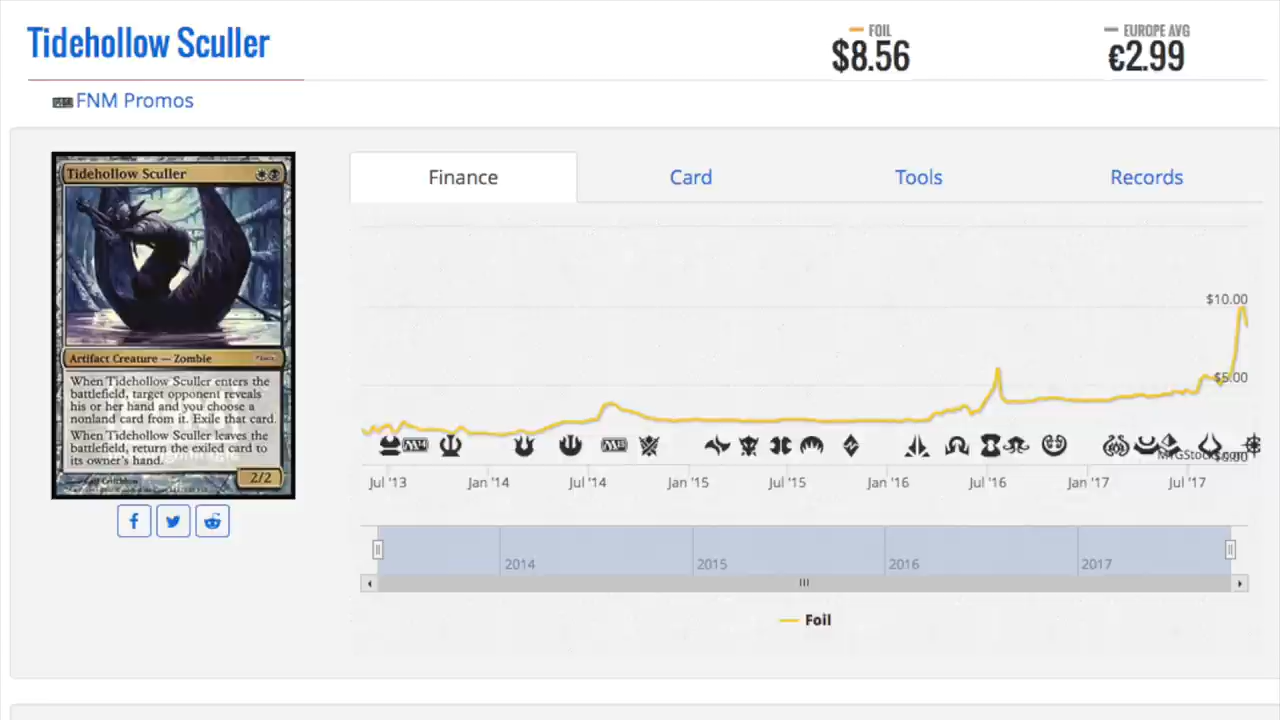 Tidehollow Sculler
FOIL
$8.56
EUROPE AVG
€2.99
FNM Promos
Tidehollow Sculler
Artifact Creature — Zombie
When Tidehollow Sculler enters the
battlefield, target opponent reveals
his or her hand and you choose a
nonland card from it. Exile that card.
When Tidehollow Sculler leaves the
battlefield, return the exiled card to
its owner's hand.
2/2
Finance
Card
Tools
Records
$10.00
$5.00
$0.00
MTGStocks.com
Jul '13
Jan '14
Jul '14
Jan '15
Jul '15
Jan '16
Jul '16
Jan '17
Jul '17
2014
2015
2016
2017
Foil